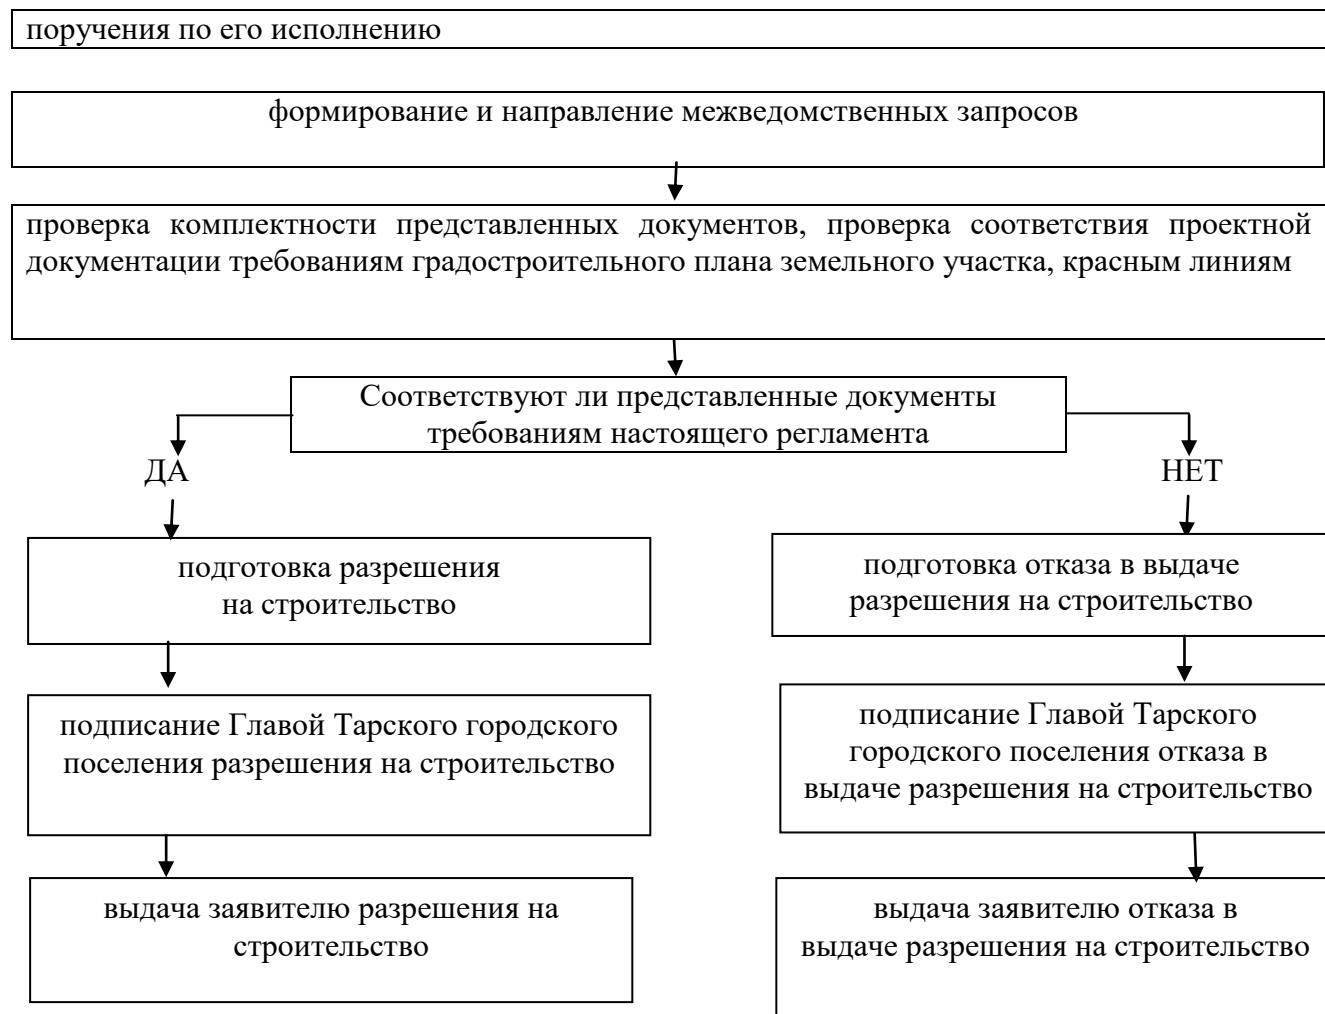 поручения по его исполнению
формирование и направление межведомственных запросов
проверка комплектности представленных документов, проверка соответствия проектной
документации требованиям градостроительного плана земельного участка, красным линиям
Соответствуют ли представленные документы
требованиям настоящего регламента
ДА
НЕТ
подготовка разрешения
на строительство
подготовка отказа в выдаче
разрешения на строительство
подписание Главой Тарского городского
поселения разрешения на строительство
подписание Главой Тарского
городского поселения отказа в
выдаче разрешения на строительство
выдача заявителю разрешения на
строительство
выдача заявителю отказа в
выдаче разрешения на строительство